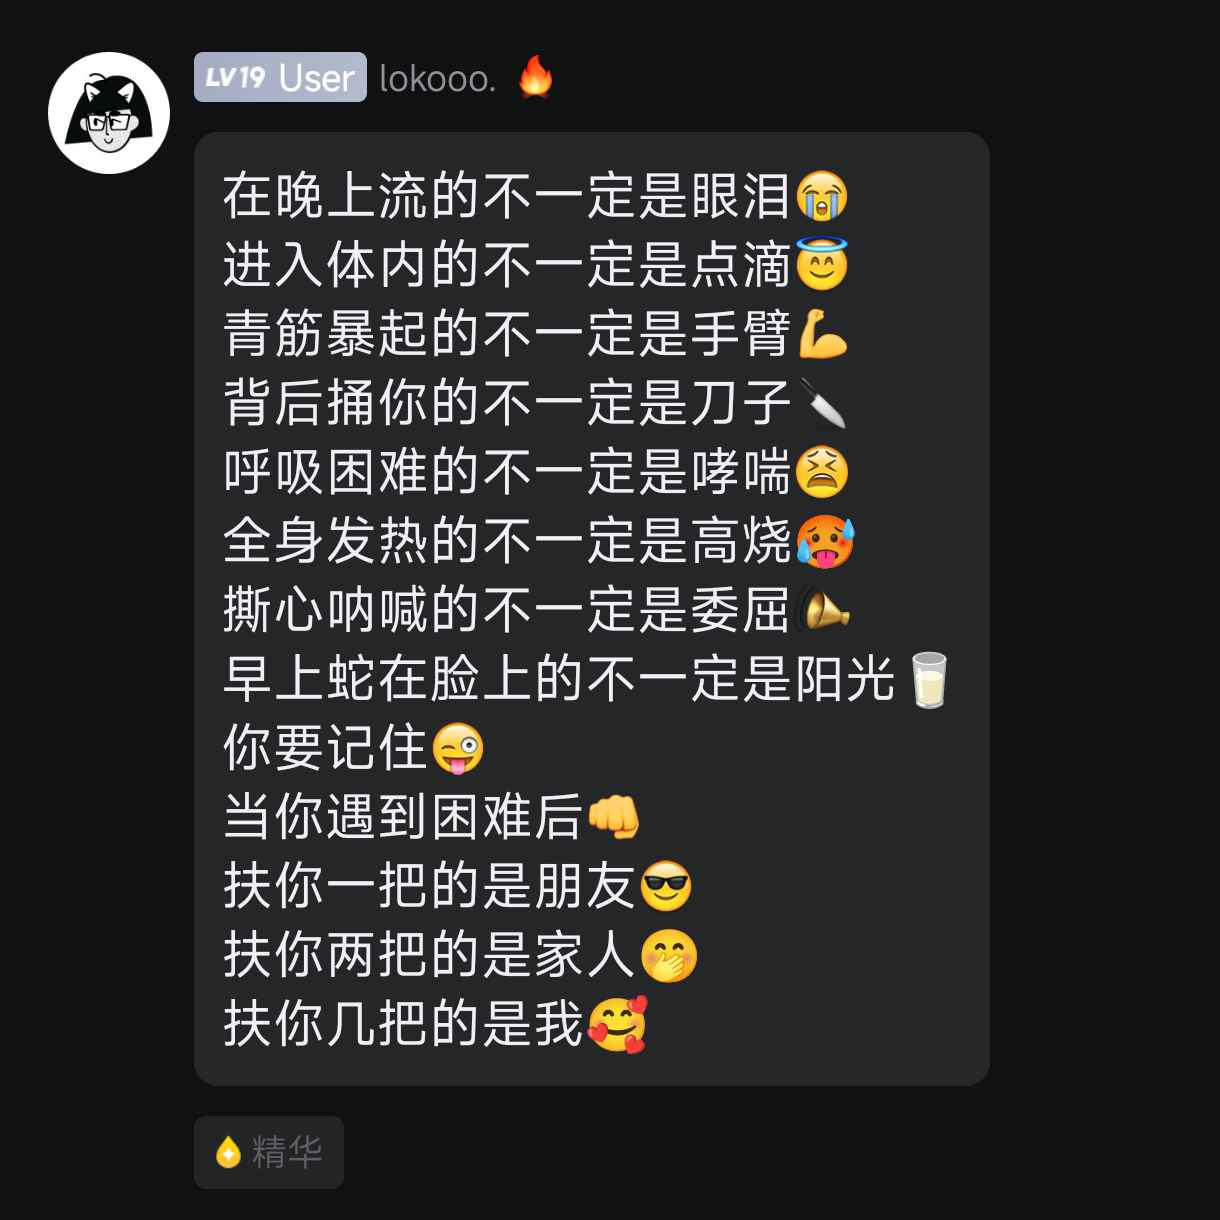 LV19 User lokooo. 🔥
在晚上流的不一定是眼泪😭
进入体内的不一定是点滴😇
青筋暴起的不一定是手臂💪
背后捅你的不一定是刀子🔪
呼吸困难的不一定是哮喘😫
全身发热的不一定是高烧🥵
撕心呐喊的不一定是委屈📢
早上蛇在脸上的不一定是阳光🥛
你要记住😜
当你遇到困难后👊
扶你一把的是朋友😎
扶你两把的是家人🤭
扶你几把的是我🥰
精华